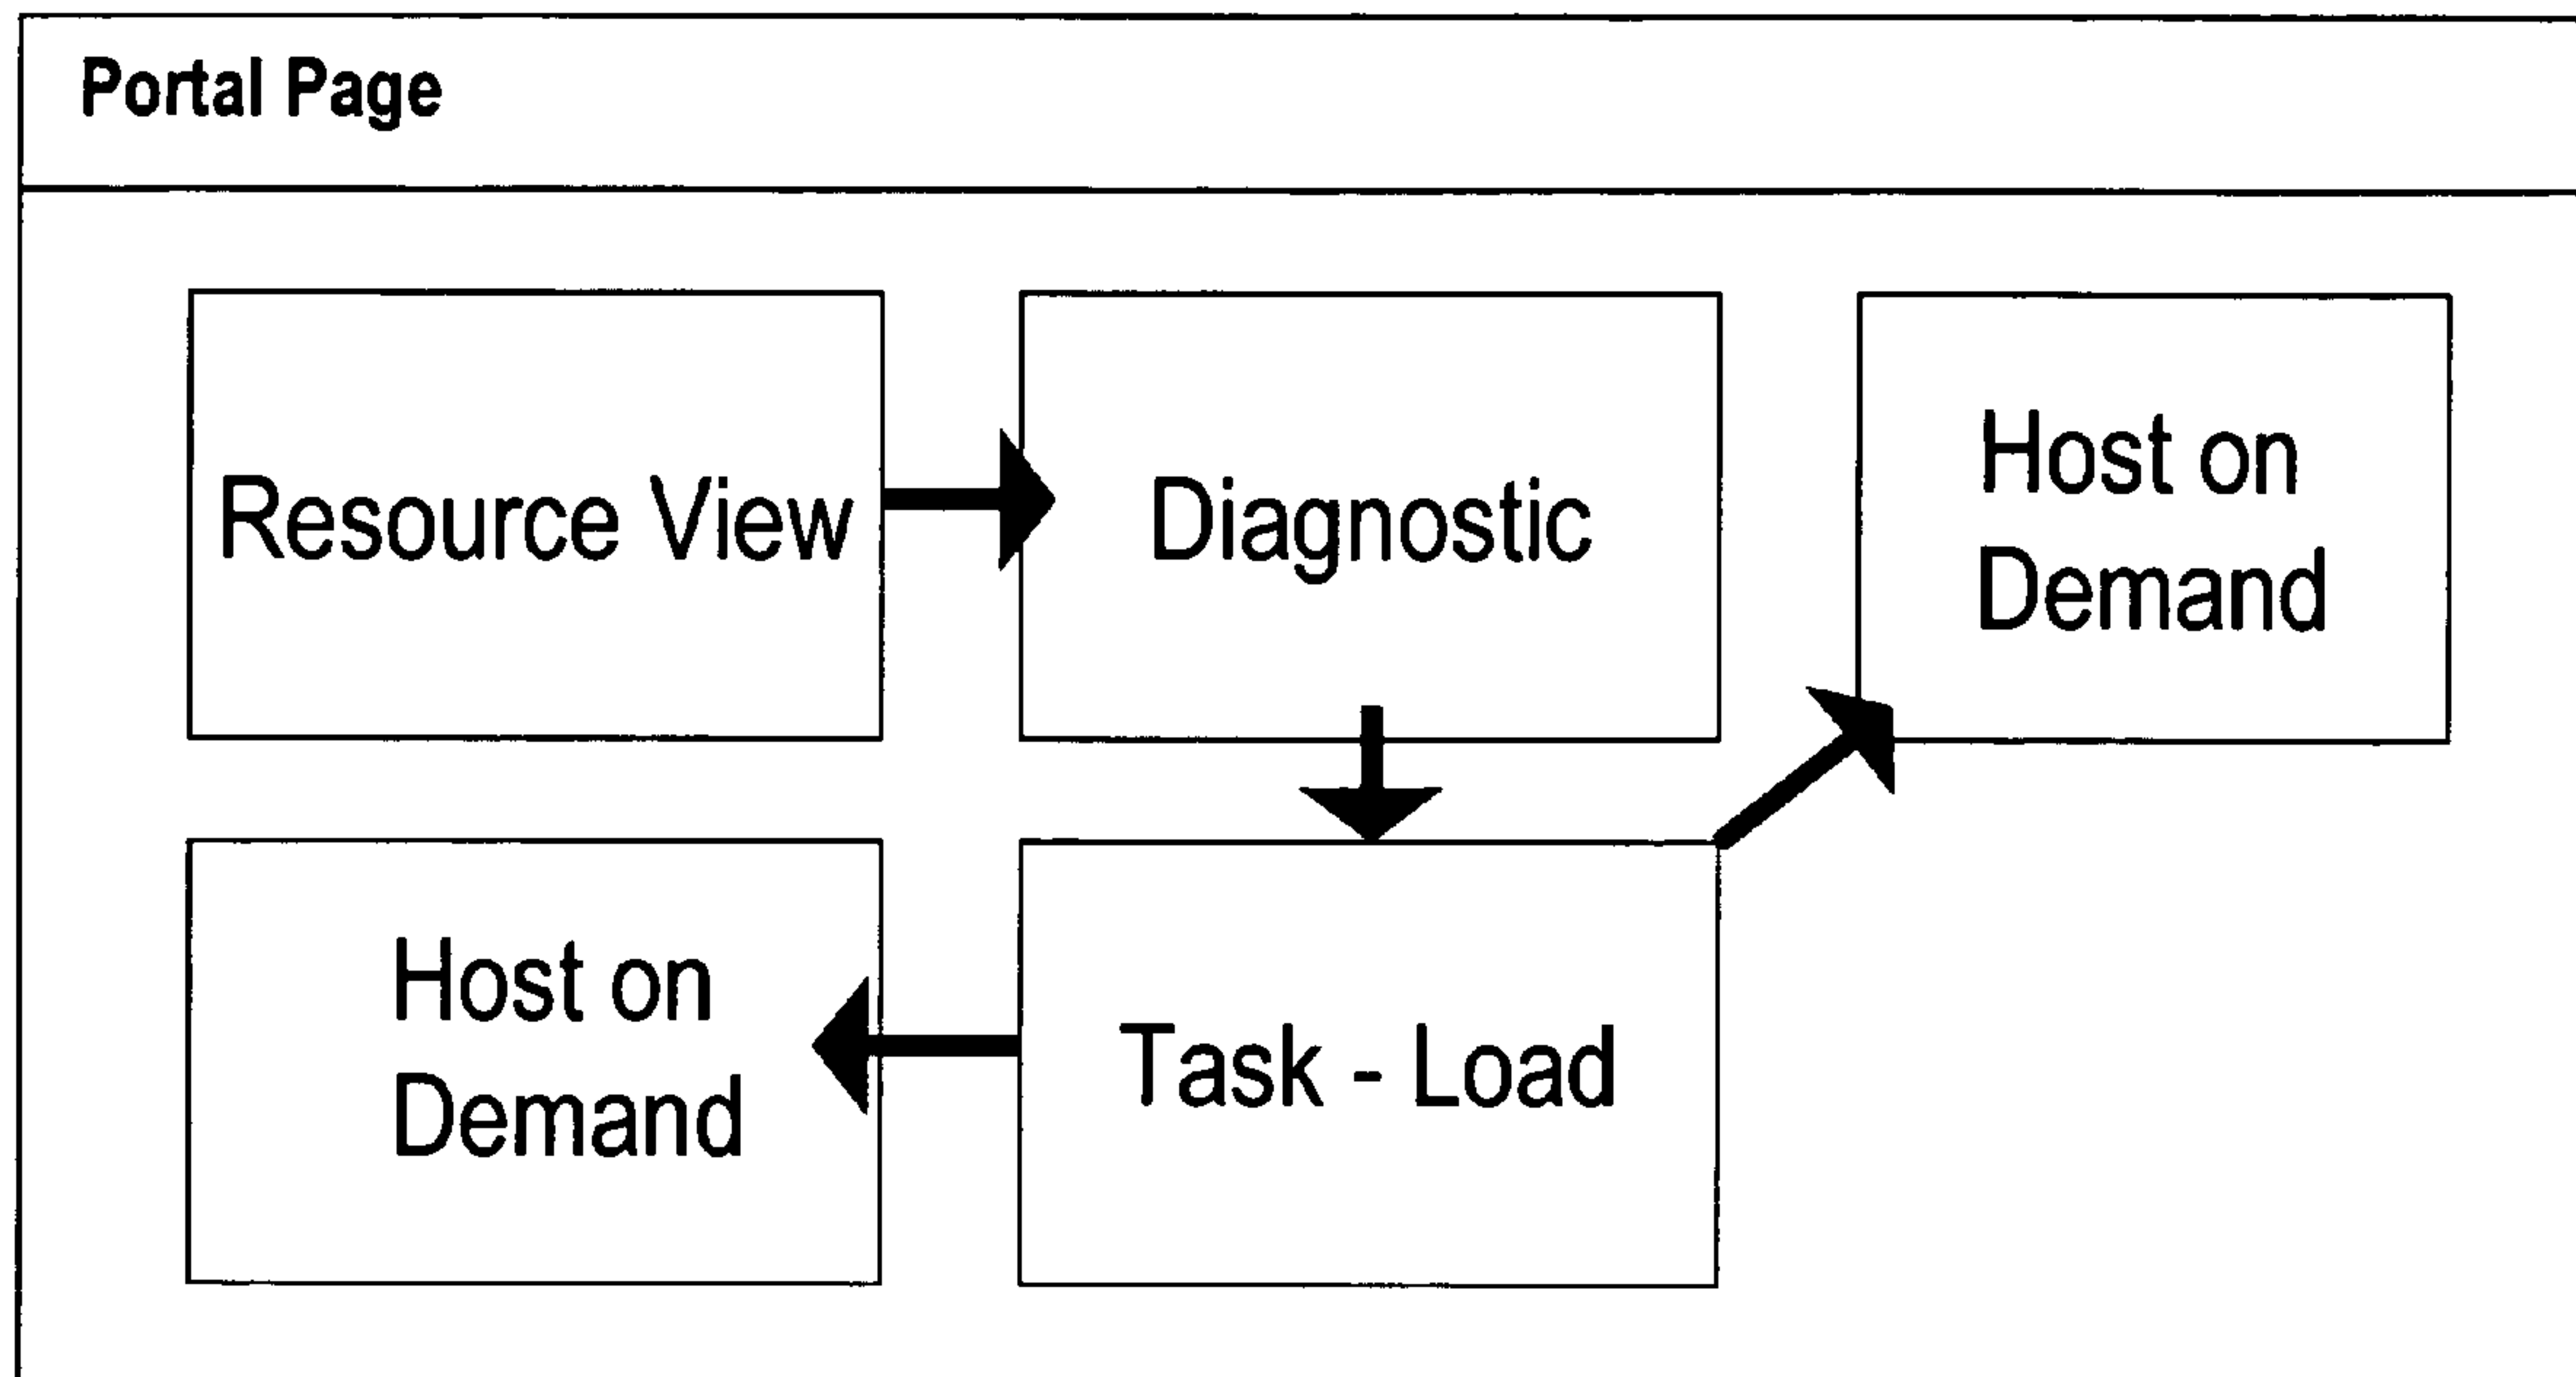 Portal Page
Resource View
Diagnostic
Host on
Demand
Host on
Demand
Task - Load